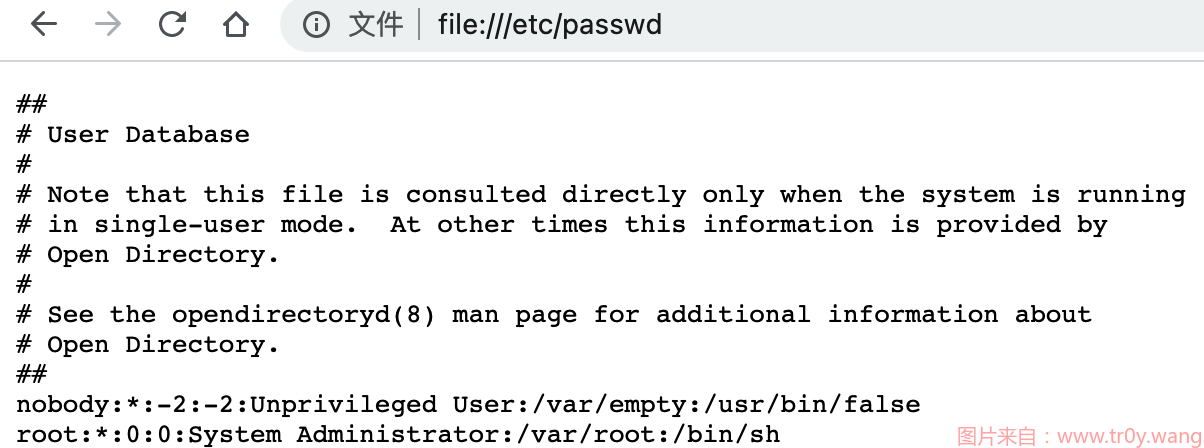 文件 file:///etc/passwd
##
# User Database
#
# Note that this file is consulted directly only when the system is running
# in single-user mode.  At other times this information is provided by
# Open Directory.
#
# See the opendirectoryd(8) man page for additional information about
# Open Directory.
##
nobody:*:-2:-2:Unprivileged User:/var/empty:/usr/bin/false
root:*:0:0:System Administrator:/var/root:/bin/sh
图片来自：www.tr0y.wang